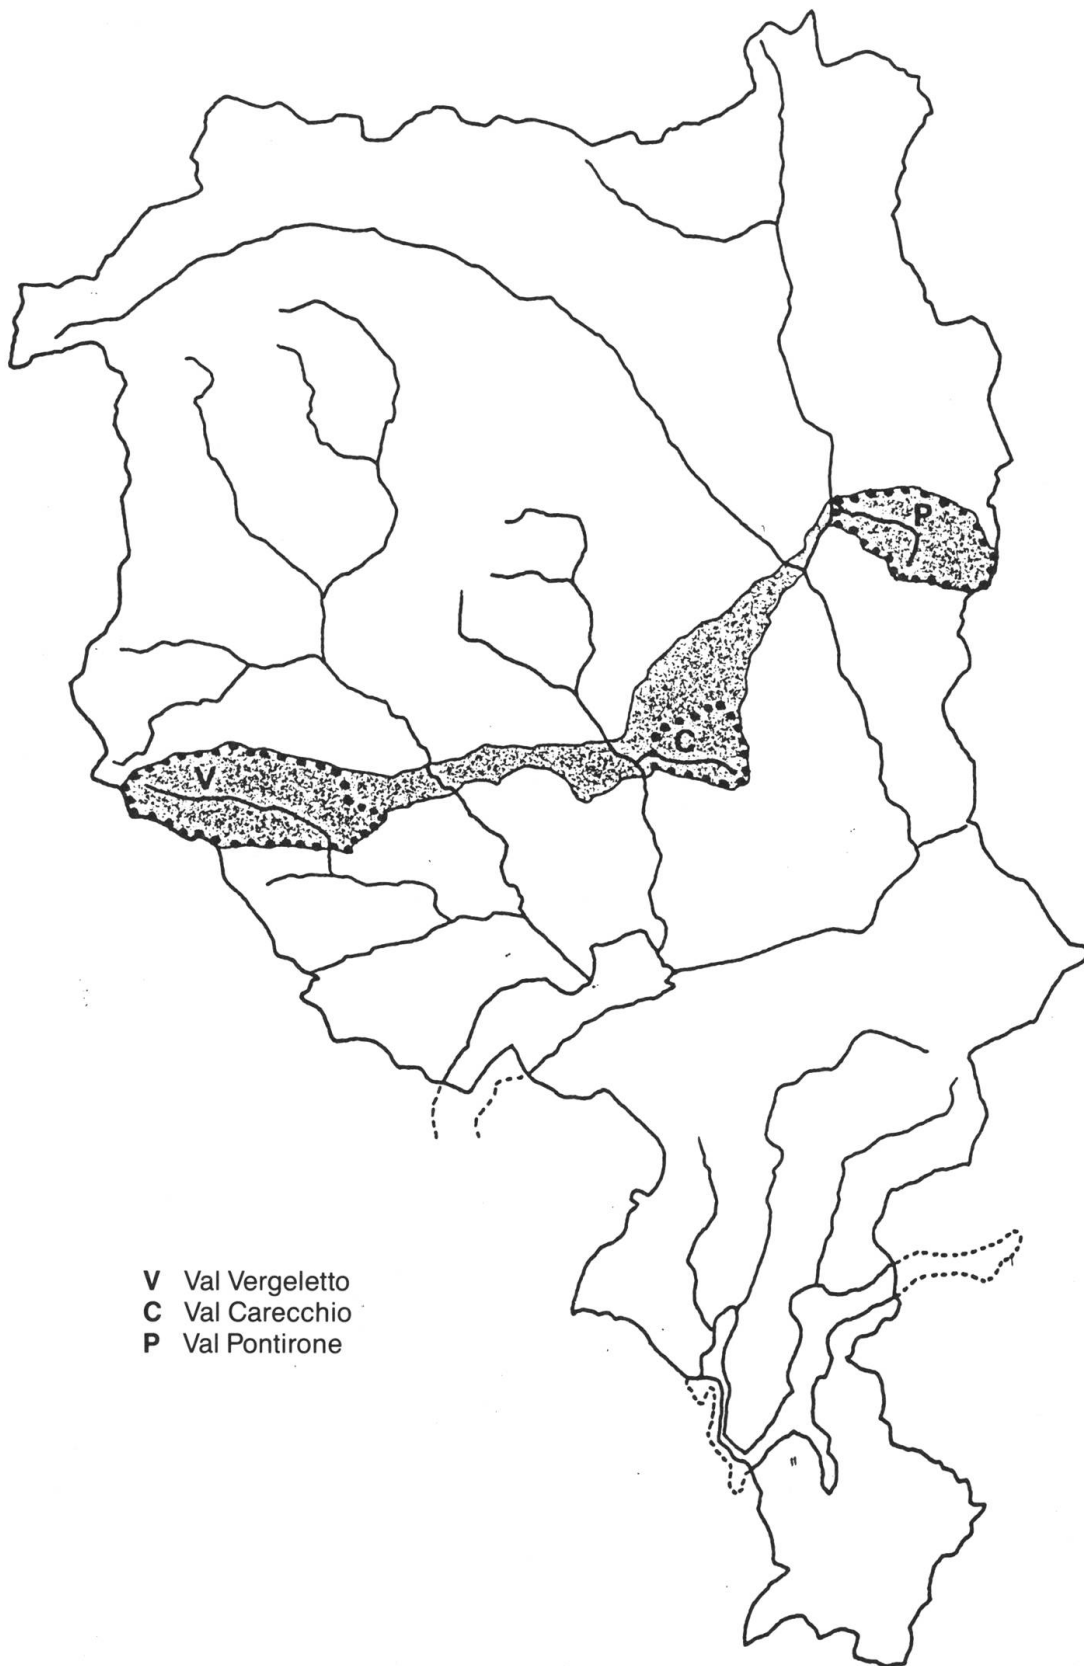 P
C
V
V Val Vergeletto
C Val Carecchio
P Val Pontirone